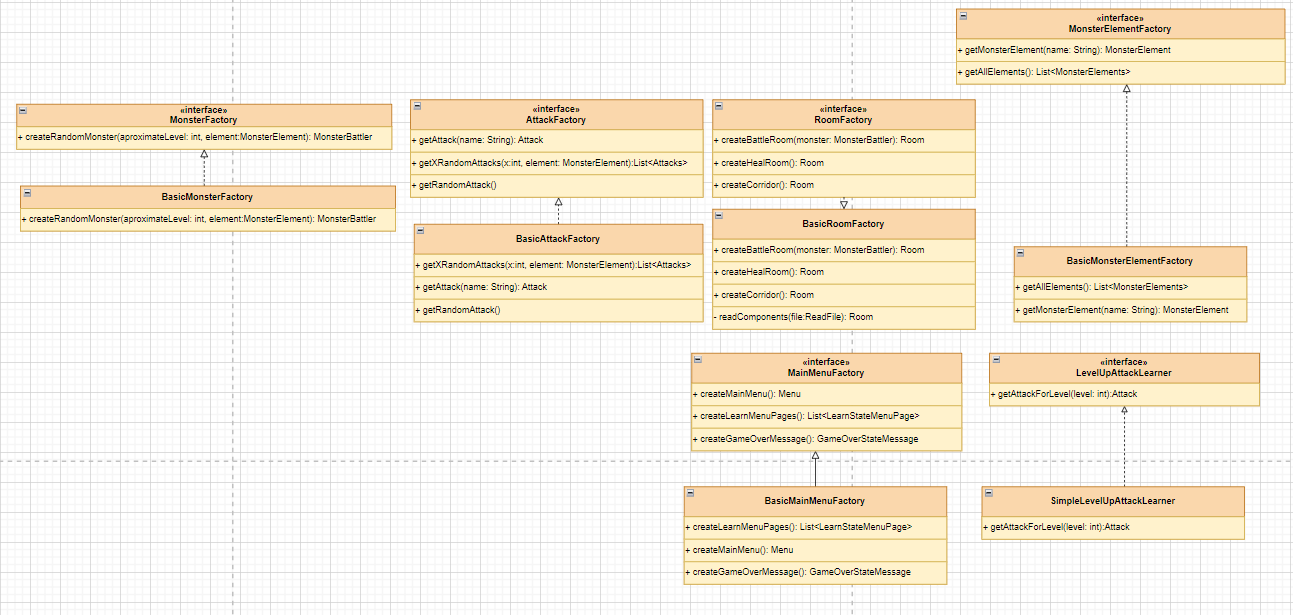 «interface»
MonsterElementFactory
+ getMonsterElement(name: String): MonsterElement
+ getAllElements(): List<MonsterElements>
«interface»
MonsterFactory
+ createRandomMonster(aproximateLevel: int, element:MonsterElement): MonsterBattler
«interface»
AttackFactory
+ getAttack(name: String): Attack
+ getXRandomAttacks(x:int, element: MonsterElement):List<Attacks>
+ getRandomAttack()
«interface»
RoomFactory
+ createBattleRoom(monster: MonsterBattler): Room
+ createHealRoom(): Room
+ createCorridor(): Room
BasicMonsterFactory
+ createRandomMonster(aproximateLevel: int, element:MonsterElement): MonsterBattler
BasicAttackFactory
+ getXRandomAttacks(x:int, element: MonsterElement):List<Attacks>
+ getAttack(name: String): Attack
+ getRandomAttack()
BasicRoomFactory
+ createBattleRoom(monster: MonsterBattler): Room
+ createHealRoom(): Room
+ createCorridor(): Room
- readComponents(file:ReadFile): Room
BasicMonsterElementFactory
+ getAllElements(): List<MonsterElements>
+ getMonsterElement(name: String): MonsterElement
«interface»
MainMenuFactory
+ createMainMenu(): Menu
+ createLearnMenuPages(): List<LearnStateMenuPage>
+ createGameOverMessage(): GameOverStateMessage
«interface»
LevelUpAttackLearner
+ getAttackForLevel(level: int):Attack
BasicMainMenuFactory
+ createLearnMenuPages(): List<LearnStateMenuPage>
+ createMainMenu(): Menu
+ createGameOverMessage(): GameOverStateMessage
SimpleLevelUpAttackLearner
+ getAttackForLevel(level: int):Attack